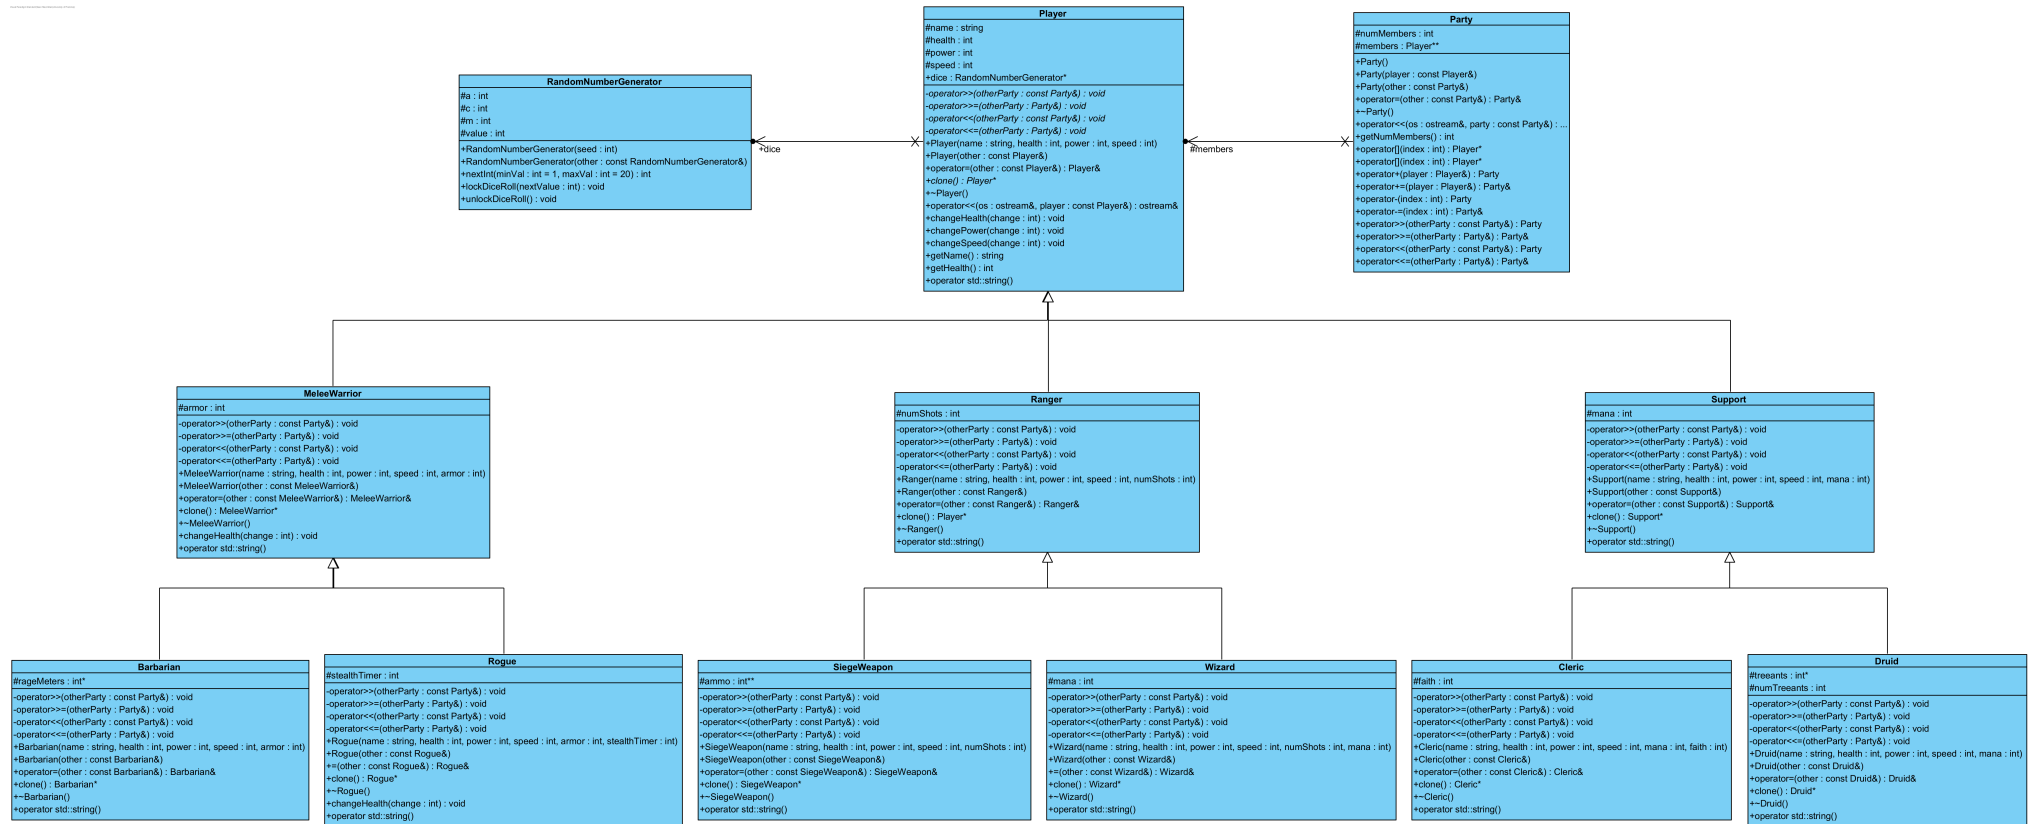 Player
#name : string
#health : int
#power : int
#speed : int
+dice : RandomNumberGenerator*
-operator>>(otherParty : const Party&) : void
-operator>>=(otherParty : Party&) : void
-operator<<(otherParty : const Party&) : void
-operator<<=(otherParty : Party&) : void
+Player(name : string, health : int, power : int, speed : int)
+Player(other : const Player&)
+operator=(other : const Player&) : Player&
+clone() : Player*
+~Player()
+operator<<(os : ostream&, player : const Player&) : ostream&
+changeHealth(change : int) : void
+changePower(change : int) : void
+changeSpeed(change : int) : void
+getName() : string
+getHealth() : int
+operator std::string()
Party
#numMembers : int
#members : Player**
+Party()
+Party(player : const Player&)
+Party(other : const Party&)
+operator=(other : const Party&) : Party&
+~Party()
+operator<<(os : ostream&, party : const Party&) : ...
+getNumMembers() : int
+operator[](index : int) : Player*
+operator[](index : int) : Player*
+operator+(player : Player&) : Party
+operator+=(player : Player&) : Party&
+operator-(index : int) : Party
+operator-=(index : int) : Party&
+operator>>(otherParty : const Party&) : Party
+operator>>=(otherParty : Party&) : Party&
+operator<<(otherParty : const Party&) : Party
+operator<<=(otherParty : Party&) : Party&
RandomNumberGenerator
#a : int
#c : int
#m : int
#value : int
+RandomNumberGenerator(seed : int)
+RandomNumberGenerator(other : const RandomNumberGenerator&)
+nextInt(minVal : int = 1, maxVal : int = 20) : int
+lockDiceRoll(nextValue : int) : void
+unlockDiceRoll() : void
+dice
#members
MeleeWarrior
#armor : int
-operator>>(otherParty : const Party&) : void
-operator>>=(otherParty : Party&) : void
-operator<<(otherParty : const Party&) : void
-operator<<=(otherParty : Party&) : void
+MeleeWarrior(name : string, health : int, power : int, speed : int, armor : int)
+MeleeWarrior(other : const MeleeWarrior&)
+operator=(other : const MeleeWarrior&) : MeleeWarrior&
+clone() : MeleeWarrior*
+~MeleeWarrior()
+changeHealth(change : int) : void
+operator std::string()
Ranger
#numShots : int
-operator>>(otherParty : const Party&) : void
-operator>>=(otherParty : Party&) : void
-operator<<(otherParty : const Party&) : void
-operator<<=(otherParty : Party&) : void
+Ranger(name : string, health : int, power : int, speed : int, numShots : int)
+Ranger(other : const Ranger&)
+operator=(other : const Ranger&) : Ranger&
+clone() : Player*
+~Ranger()
+operator std::string()
Support
#mana : int
-operator>>(otherParty : const Party&) : void
-operator>>=(otherParty : Party&) : void
-operator<<(otherParty : const Party&) : void
-operator<<=(otherParty : Party&) : void
+Support(name : string, health : int, power : int, speed : int, mana : int)
+Support(other : const Support&)
+operator=(other : const Support&) : Support&
+clone() : Support*
+~Support()
+operator std::string()
Barbarian
#rageMeters : int*
-operator>>(otherParty : const Party&) : void
-operator>>=(otherParty : Party&) : void
-operator<<(otherParty : const Party&) : void
-operator<<=(otherParty : Party&) : void
+Barbarian(name : string, health : int, power : int, speed : int, armor : int)
+Barbarian(other : const Barbarian&)
+operator=(other : const Barbarian&) : Barbarian&
+clone() : Barbarian*
+~Barbarian()
+operator std::string()
Rogue
#stealthTimer : int
-operator>>(otherParty : const Party&) : void
-operator>>=(otherParty : Party&) : void
-operator<<(otherParty : const Party&) : void
-operator<<=(otherParty : Party&) : void
+Rogue(name : string, health : int, power : int, speed : int, armor : int, stealthTimer : int)
+Rogue(other : const Rogue&)
+=(other : const Rogue&) : Rogue&
+clone() : Rogue*
+~Rogue()
+changeHealth(change : int) : void
+operator std::string()
SiegeWeapon
#ammo : int**
-operator>>(otherParty : const Party&) : void
-operator>>=(otherParty : Party&) : void
-operator<<(otherParty : const Party&) : void
-operator<<=(otherParty : Party&) : void
+SiegeWeapon(name : string, health : int, power : int, speed : int, numShots : int)
+SiegeWeapon(other : const SiegeWeapon&)
+operator=(other : const SiegeWeapon&) : SiegeWeapon&
+clone() : SiegeWeapon*
+~SiegeWeapon()
+operator std::string()
Wizard
#mana : int
-operator>>(otherParty : const Party&) : void
-operator>>=(otherParty : Party&) : void
-operator<<(otherParty : const Party&) : void
-operator<<=(otherParty : Party&) : void
+Wizard(name : string, health : int, power : int, speed : int, numShots : int, mana : int)
+Wizard(other : const Wizard&)
+=(other : const Wizard&) : Wizard&
+clone() : Wizard*
+~Wizard()
+operator std::string()
Cleric
#faith : int
-operator>>(otherParty : const Party&) : void
-operator>>=(otherParty : Party&) : void
-operator<<(otherParty : const Party&) : void
-operator<<=(otherParty : Party&) : void
+Cleric(name : string, health : int, power : int, speed : int, mana : int, faith : int)
+Cleric(other : const Cleric&)
+operator=(other : const Cleric&) : Cleric&
+clone() : Cleric*
+~Cleric()
+operator std::string()
Druid
#treeants : int*
#numTreeants : int
-operator>>(otherParty : const Party&) : void
-operator>>=(otherParty : Party&) : void
-operator<<(otherParty : const Party&) : void
-operator<<=(otherParty : Party&) : void
+Druid(name : string, health : int, power : int, speed : int, mana : int)
+Druid(other : const Druid&)
+operator=(other : const Druid&) : Druid&
+clone() : Druid*
+~Druid()
+operator std::string()